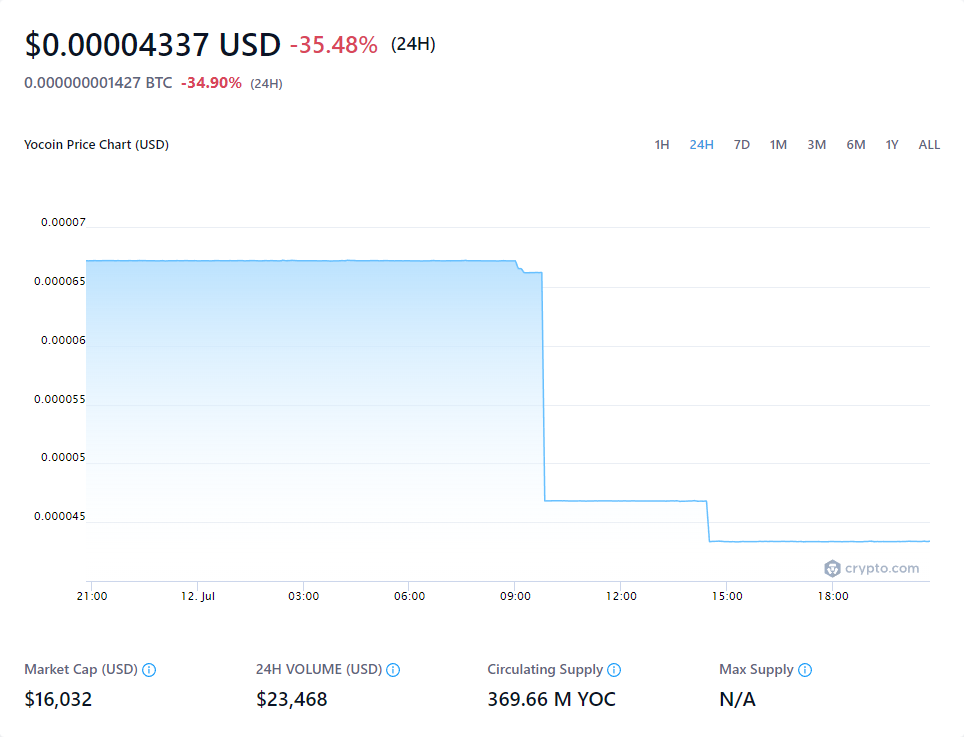 $0.00004337 USD -35.48% (24H)
0.000000001427 BTC -34.90% (24H)
Yocoin Price Chart (USD)
1H 24H 7D 1M 3M 6M 1Y ALL
0.00007
0.000065
0.00006
0.000055
0.00005
0.000045
crypto.com
21:00 12. Jul 03:00 06:00 09:00 12:00 15:00 18:00
Market Cap (USD) 24H VOLUME (USD) Circulating Supply Max Supply
$16,032 $23,468 369.66 M YOC N/A